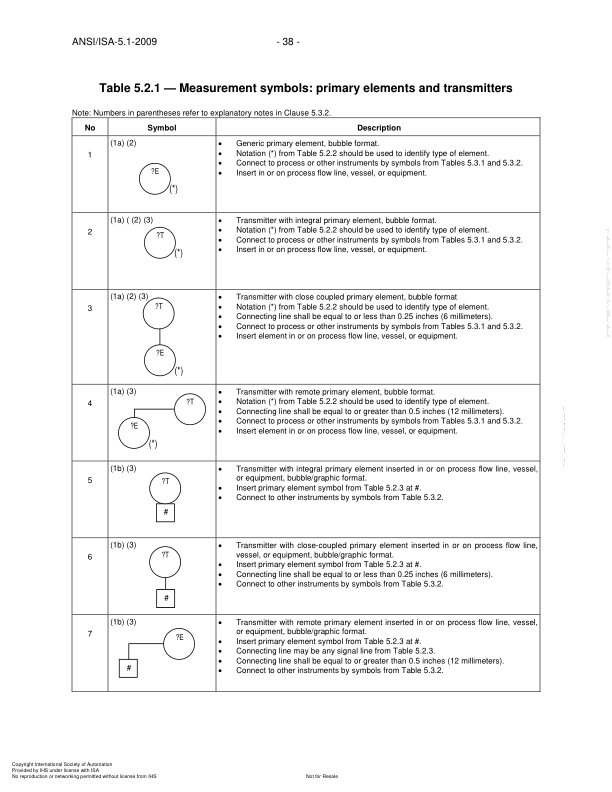 ANSI/ISA-5.1-2009
- 38 -
Table 5.2.1 — Measurement symbols: primary elements and transmitters
Note: Numbers in parentheses refer to explanatory notes in Clause 5.3.2.
No
Symbol
Description
1
(1a) (2)
?E
(*)
• Generic primary element, bubble format.
• Notation (*) from Table 5.2.2 should be used to identify type of element.
• Connect to process or other instruments by symbols from Tables 5.3.1 and 5.3.2.
• Insert in or on process flow line, vessel, or equipment.
2
(1a) ( (2) (3)
?T
(*)
• Transmitter with integral primary element, bubble format.
• Notation (*) from Table 5.2.2 should be used to identify type of element.
• Connect to process or other instruments by symbols from Tables 5.3.1 and 5.3.2.
• Insert in or on process flow line, vessel, or equipment.
3
(1a) (2) (3)
?T
?E
(*)
• Transmitter with close coupled primary element, bubble format
• Notation (*) from Table 5.2.2 should be used to identify type of element.
• Connecting line shall be equal to or less than 0.25 inches (6 millimeters).
• Connect to process or other instruments by symbols from Tables 5.3.1 and 5.3.2.
• Insert element in or on process flow line, vessel, or equipment.
4
(1a) (3)
?T
?E
(*)
• Transmitter with remote primary element, bubble format.
• Notation (*) from Table 5.2.2 should be used to identify type of element.
• Connecting line shall be equal to or greater than 0.5 inches (12 millimeters).
• Connect to process or other instruments by symbols from Tables 5.3.1 and 5.3.2.
• Insert element in or on process flow line, vessel, or equipment.
5
(1b) (3)
?T
#
• Transmitter with integral primary element inserted in or on process flow line, vessel,
or equipment, bubble/graphic format.
• Insert primary element symbol from Table 5.2.3 at #.
• Connect to other instruments by symbols from Table 5.3.2.
6
(1b) (3)
?T
#
• Transmitter with close-coupled primary element inserted in or on process flow line,
vessel, or equipment, bubble/graphic format.
• Insert primary element symbol from Table 5.2.3 at #.
• Connecting line shall be equal to or less than 0.25 inches (6 millimeters).
• Connect to other instruments by symbols from Table 5.3.2.
7
(1b) (3)
?E
#
• Transmitter with remote primary element inserted in or on process flow line, vessel,
or equipment, bubble/graphic format.
• Insert primary element symbol from Table 5.2.3 at #.
• Connecting line may be any signal line from Table 5.2.3.
• Connecting line shall be equal to or greater than 0.5 inches (12 millimeters).
• Connect to other instruments by symbols from Table 5.3.2.
Copyright International Society of Automation
Provided by IHS under license with ISA
No reproduction or networking permitted without license from IHS
Not for Resale